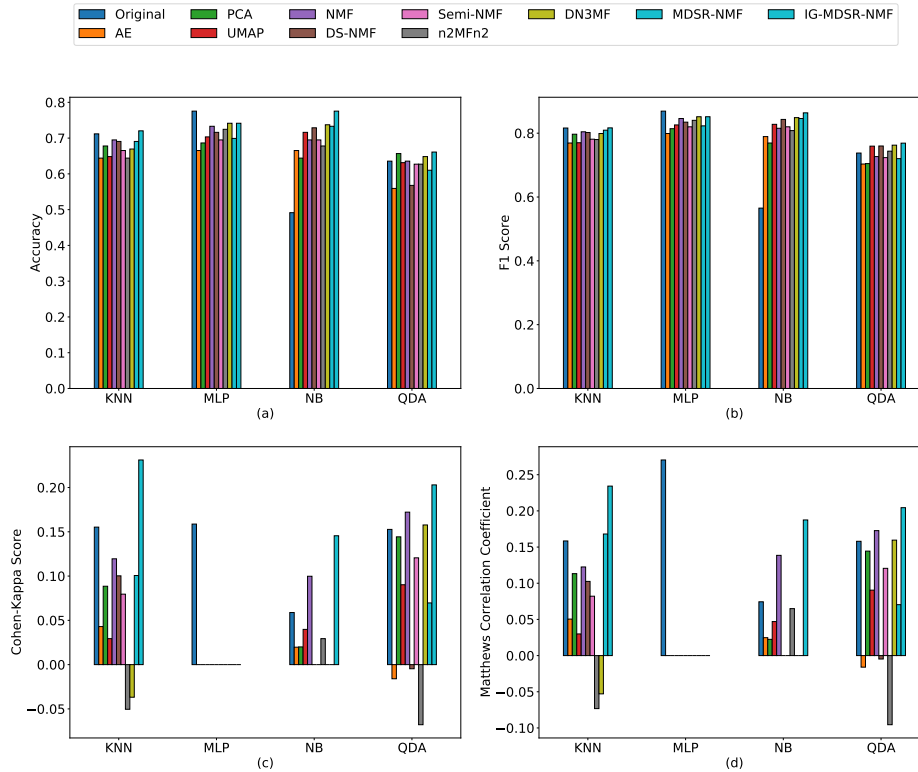 Original PCA NMF Semi-NMF DN3MF MDSR-NMF IG-MDSR-NMF
AE UMAP DS-NMF n2MFn2
0.8
0.7
0.6
0.5
0.4
0.3
0.2
0.1
0.0
Accuracy
KNN MLP NB QDA
(a)
0.8
0.6
0.4
0.2
0.0
F1 Score
KNN MLP NB QDA
(b)
0.20
0.15
0.10
0.05
0.00
−0.05
Cohen-Kappa Score
KNN MLP NB QDA
(c)
0.25
0.20
0.15
0.10
0.05
0.00
−0.05
−0.10
Matthews Correlation Coefficient
KNN MLP NB QDA
(d)